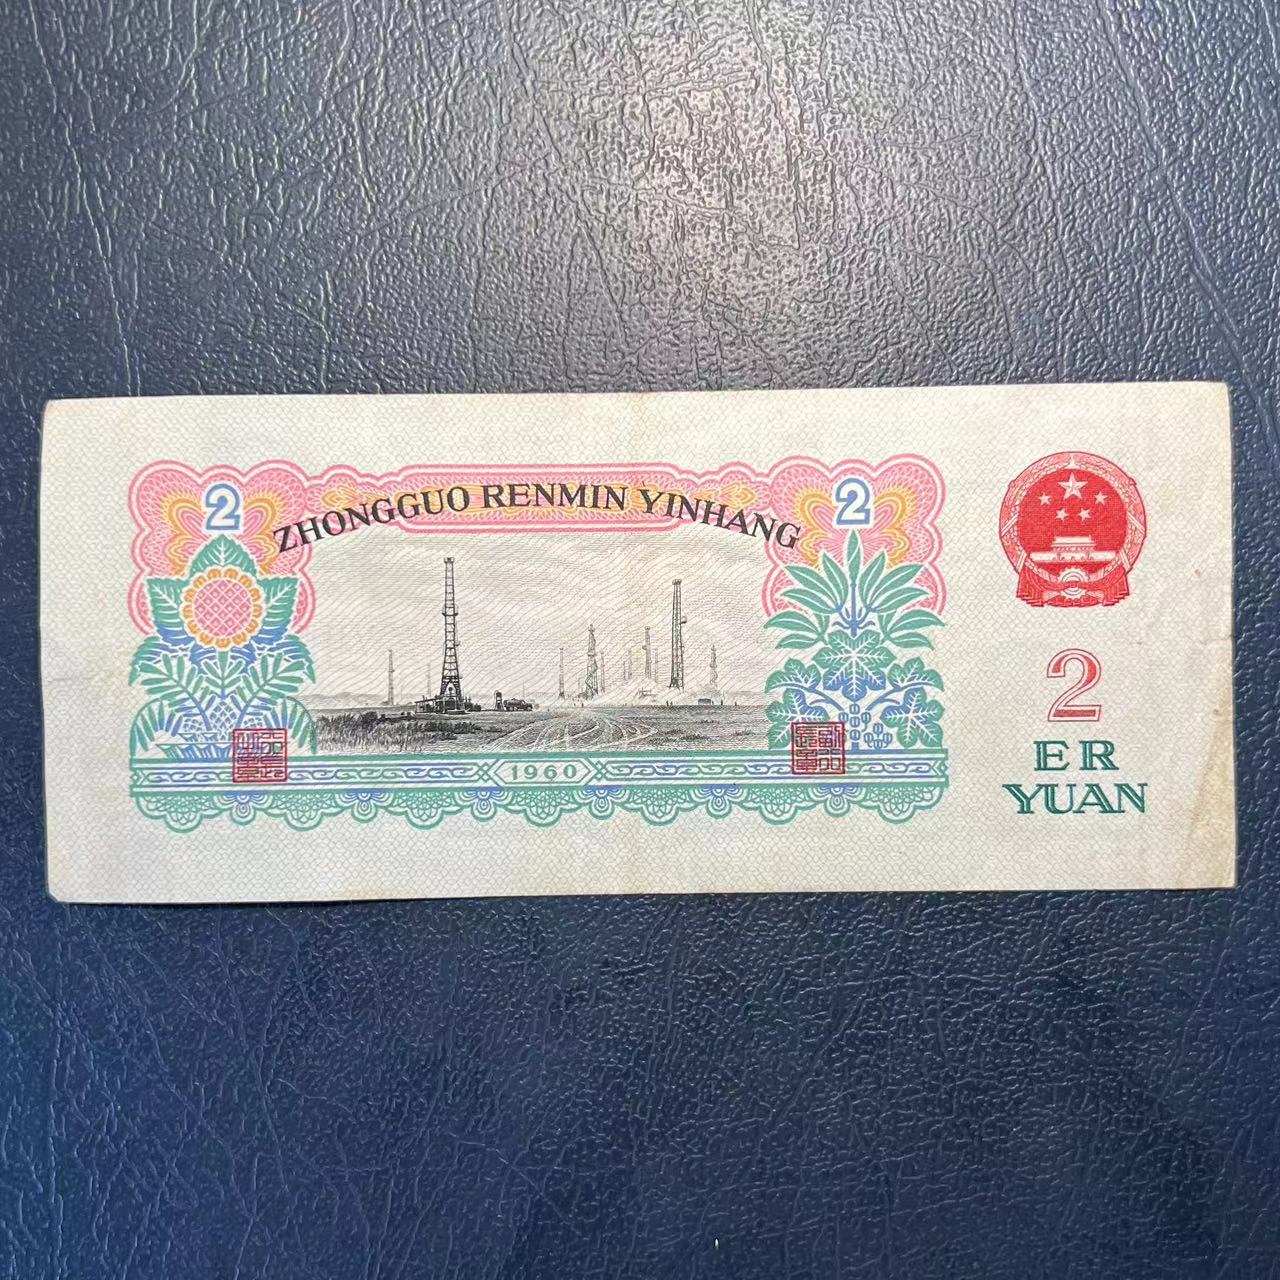 2
2
ZHONGGUO RENMIN YINHANG
1960
2
ER
YUAN